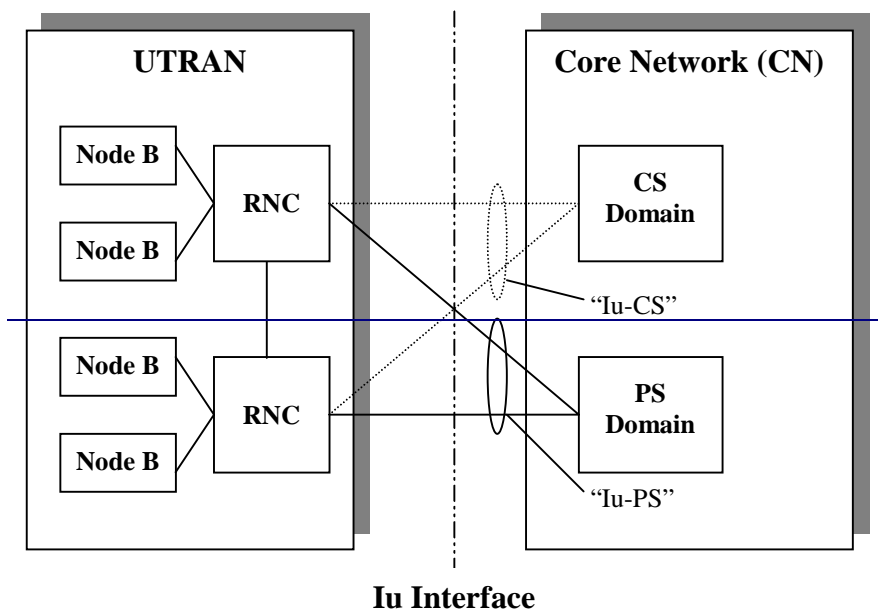 UTRAN
Core Network (CN)
Node B
Node B
RNC
CS
Domain
“Iu-CS”
Node B
Node B
RNC
PS
Domain
“Iu-PS”
Iu Interface